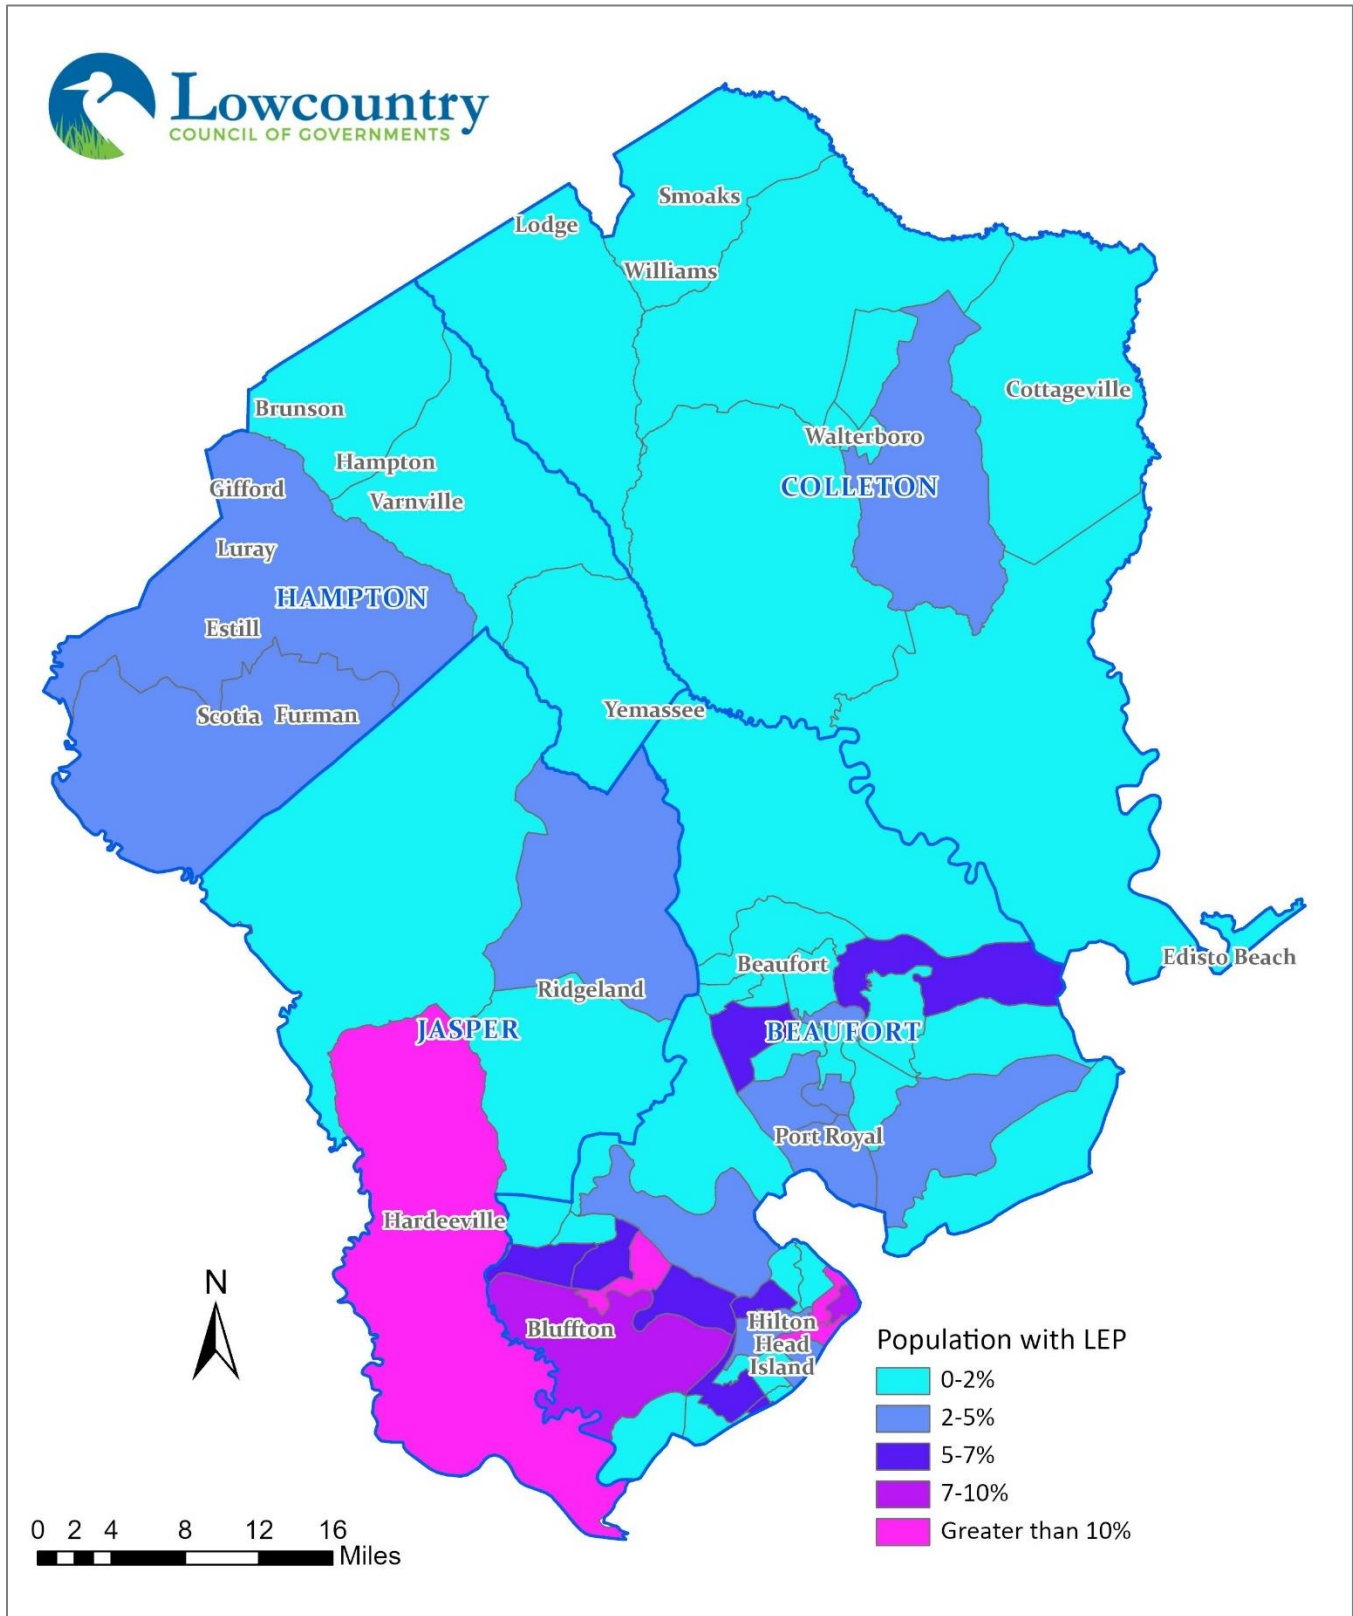 Lowcountry
COUNCIL OF GOVERNMENTS
Smoaks
Lodge
Williams
Cottageville
Brunson
Walterboro
Hampton
COLLETON
Gifford
Varnville
Luray
HAMPTON
Estill
Yemassee
Scotia
Furman
Edisto Beach
Beaufort
Ridgeland
JASPER
BEAUFORT
Port Royal
Hardeeville
N
Bluffton
Hilton
Head
Island
Population with LEP
0-2%
2-5%
5-7%
7-10%
Greater than 10%
0 2 4 8 12 16
Miles